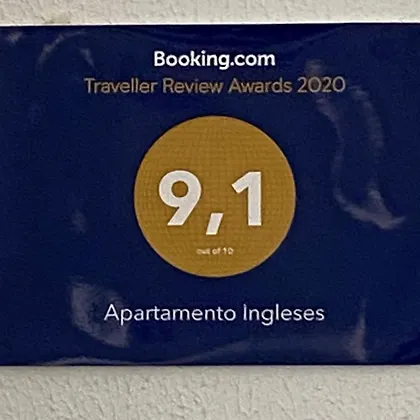 Booking.com
Traveller Review Awards 2020
9,1
out of 10
Apartamento Ingleses